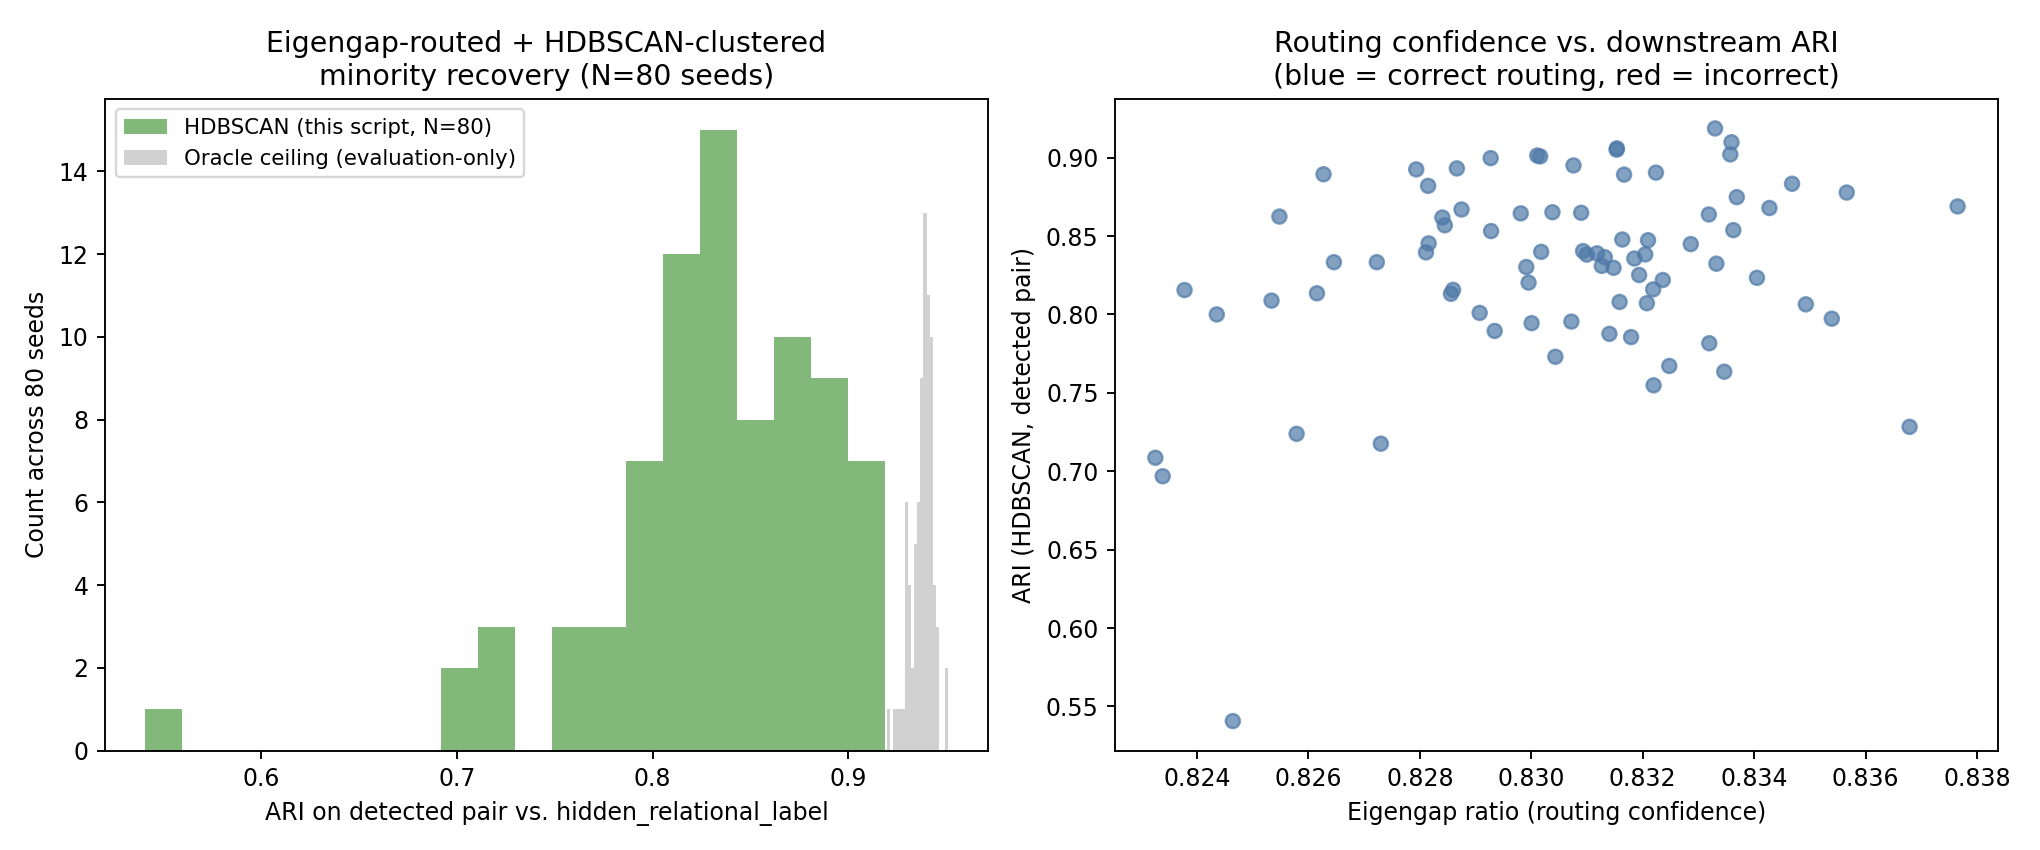 Eigengap-routed + HDBSCAN-clustered
minority recovery (N=80 seeds)
HDBSCAN (this script, N=80)
Oracle ceiling (evaluation-only)
Count across 80 seeds
14
12
10
8
6
4
2
0
0.6 0.7 0.8 0.9
ARI on detected pair vs. hidden_relational_label
Routing confidence vs. downstream ARI
(blue = correct routing, red = incorrect)
ARI (HDBSCAN, detected pair)
0.90
0.85
0.80
0.75
0.70
0.65
0.60
0.55
0.824 0.826 0.828 0.830 0.832 0.834 0.836 0.838
Eigengap ratio (routing confidence)